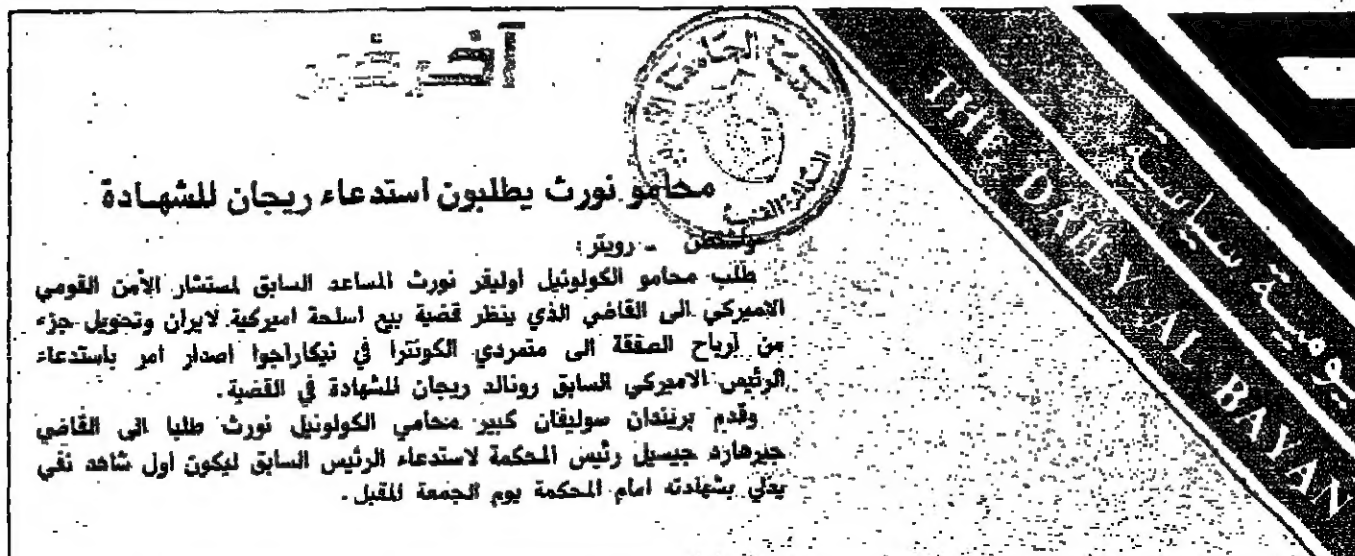 محامو نورث يطلبون استدعاء ريجان للشهادة
واشنطن - رويتر :
طلب محامو الكولونيل اوليفر نورث المساعد السابق لمستشار الأمن القومي
الاميركي الى القاضي الذي ينظر قضية بيع اسلحة اميركية لايران وتحويل جزء
من ارباح الصفقة الى متمردي الكونترا في نيكاراجوا اصدار امر باستدعاء
الرئيس الاميركي السابق رونالد ريجان للشهادة في القضية .
وقدم بريندان سوليفان كبير محامي الكولونيل نورث طلبا الى القاضي
جيرهارد جيسيل رئيس المحكمة لاستدعاء الرئيس السابق ليكون اول شاهد نفي
يدلي بشهادته امام المحكمة يوم الجمعة المقبل .
THE DAILY AL BAYAN
يومية سياسية